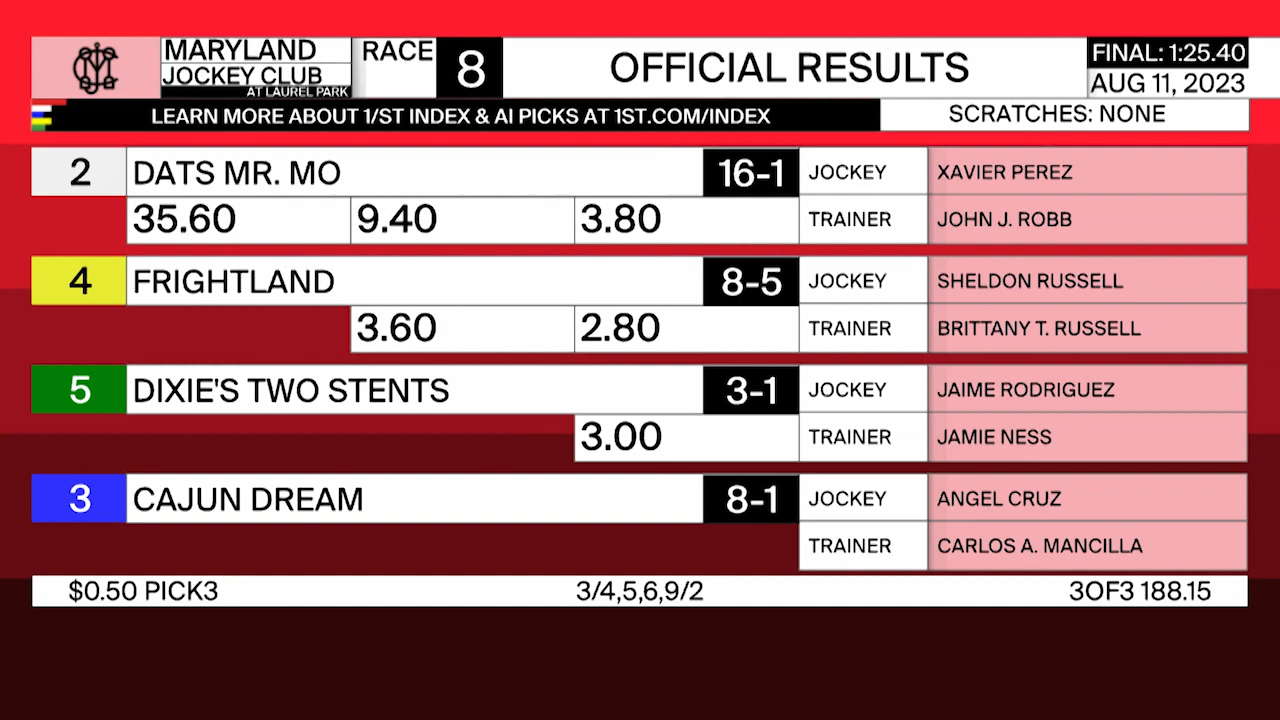 MARYLAND
JOCKEY CLUB
AT LAUREL PARK
RACE 8
OFFICIAL RESULTS
FINAL: 1:25.40
AUG 11, 2023
LEARN MORE ABOUT 1/ST INDEX & AI PICKS AT 1ST.COM/INDEX
SCRATCHES: NONE
2 DATS MR. MO 16-1 JOCKEY XAVIER PEREZ
35.60 9.40 3.80 TRAINER JOHN J. ROBB
4 FRIGHTLAND 8-5 JOCKEY SHELDON RUSSELL
3.60 2.80 TRAINER BRITTANY T. RUSSELL
5 DIXIE'S TWO STENTS 3-1 JOCKEY JAIME RODRIGUEZ
3.00 TRAINER JAMIE NESS
3 CAJUN DREAM 8-1 JOCKEY ANGEL CRUZ
TRAINER CARLOS A. MANCILLA
$0.50 PICK3 3/4,5,6,9/2 3OF3 188.15